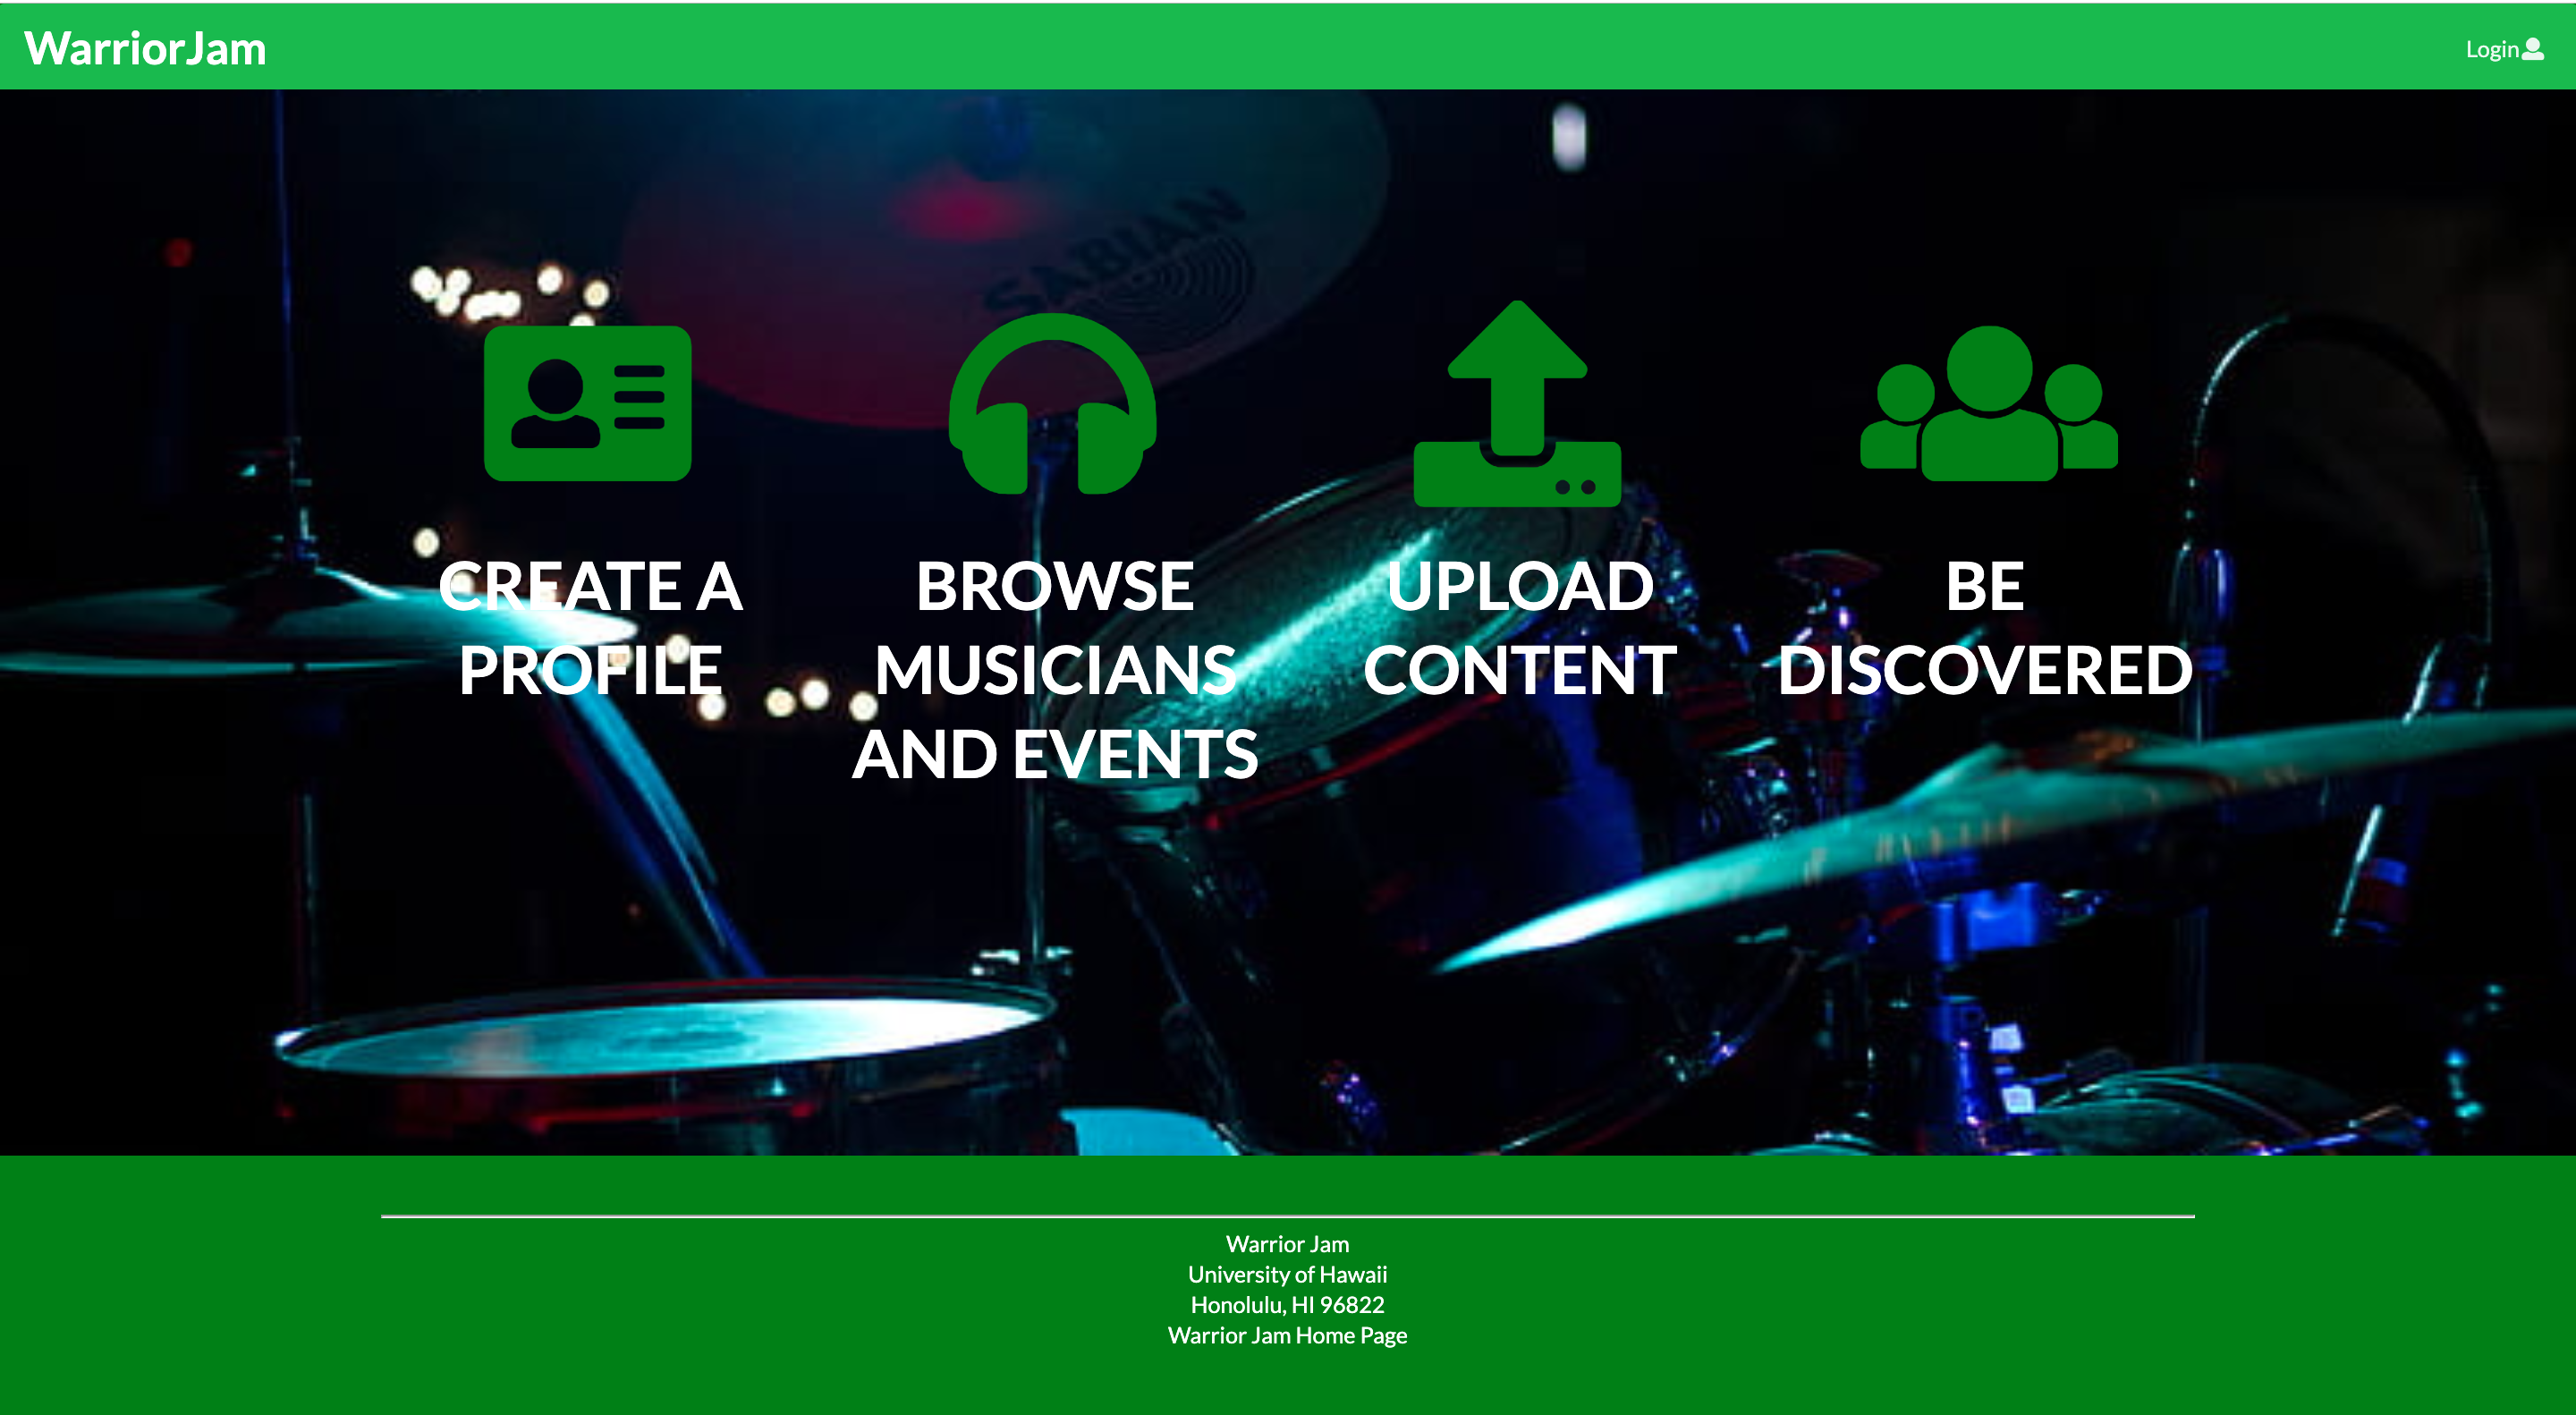 WarriorJam
Login
SABIAN
CREATE A
PROFILE
BROWSE
MUSICIANS
AND EVENTS
UPLOAD
CONTENT
BE
DISCOVERED
Warrior Jam
University of Hawaii
Honolulu, HI 96822
Warrior Jam Home Page